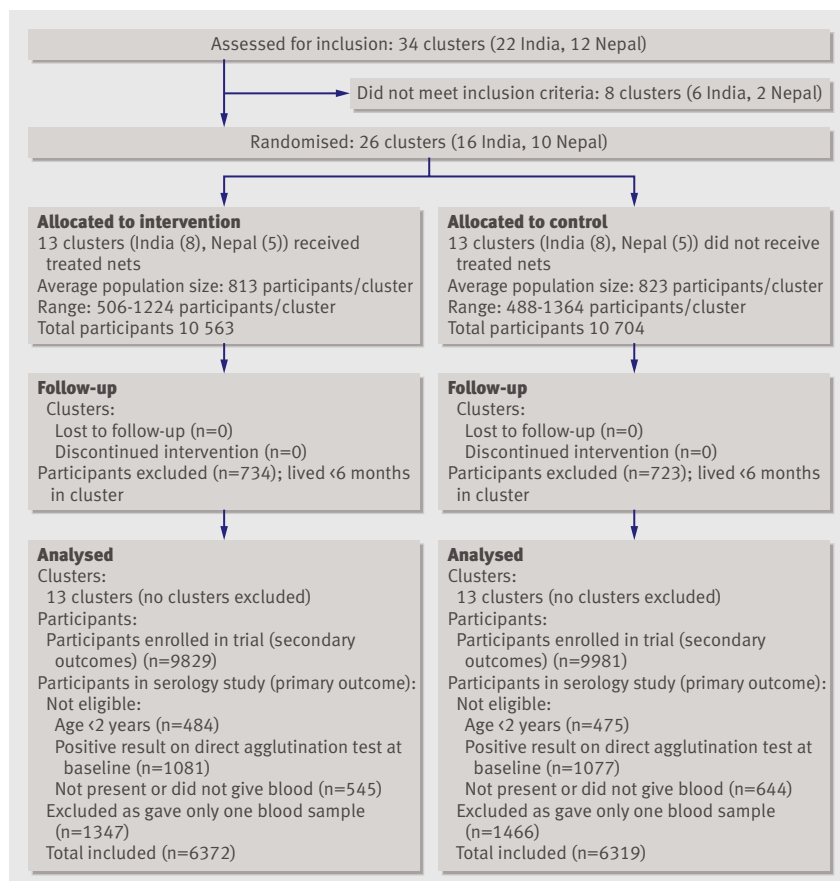 Assessed for inclusion: 34 clusters (22 India, 12 Nepal)
Did not meet inclusion criteria: 8 clusters (6 India, 2 Nepal)
Randomised: 26 clusters (16 India, 10 Nepal)
Allocated to intervention
13 clusters (India (8), Nepal (5)) received
treated nets
Average population size: 813 participants/cluster
Range: 506-1224 participants/cluster
Total participants 10 563
Allocated to control
13 clusters (India (8), Nepal (5)) did not receive
treated nets
Average population size: 823 participants/cluster
Range: 488-1364 participants/cluster
Total participants 10 704
Follow-up
Clusters:
Lost to follow-up (n=0)
Discontinued intervention (n=0)
Participants excluded (n=734); lived <6 months
in cluster
Follow-up
Clusters:
Lost to follow-up (n=0)
Discontinued intervention (n=0)
Participants excluded (n=723); lived <6 months
in cluster
Analysed
Clusters:
13 clusters (no clusters excluded)
Participants:
Participants enrolled in trial (secondary
outcomes) (n=9829)
Participants in serology study (primary outcome):
Not eligible:
Age <2 years (n=484)
Positive result on direct agglutination test at
baseline (n=1081)
Not present or did not give blood (n=545)
Excluded as gave only one blood sample
(n=1347)
Total included (n=6372)
Analysed
Clusters:
13 clusters (no clusters excluded)
Participants:
Participants enrolled in trial (secondary
outcomes) (n=9981)
Participants in serology study (primary outcome):
Not eligible:
Age <2 years (n=475)
Positive result on direct agglutination test at
baseline (n=1077)
Not present or did not give blood (n=644)
Excluded as gave only one blood sample
(n=1466)
Total included (n=6319)